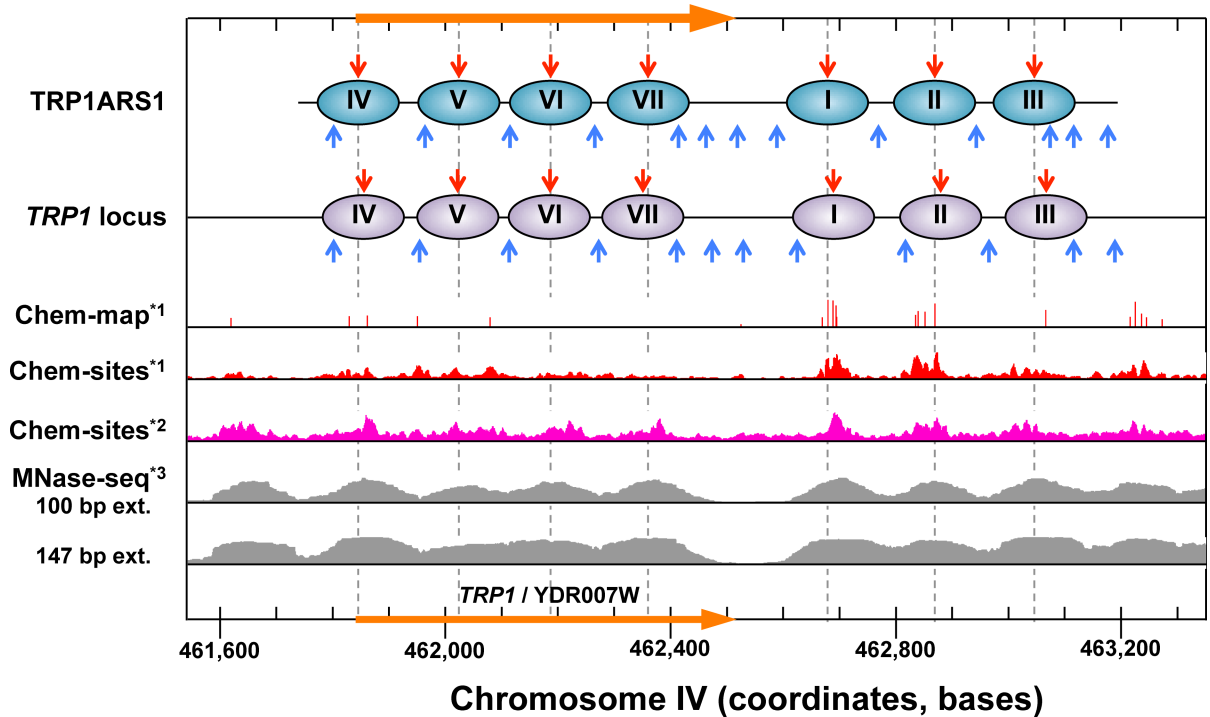 TRP1ARS1
IV V VI VII I II III
TRP1 locus
IV V VI VII I II III
Chem-map*1
Chem-sites*1
Chem-sites*2
MNase-seq*3
100 bp ext.
147 bp ext.
TRP1 / YDR007W
461,600 462,000 462,400 462,800 463,200
Chromosome IV (coordinates, bases)